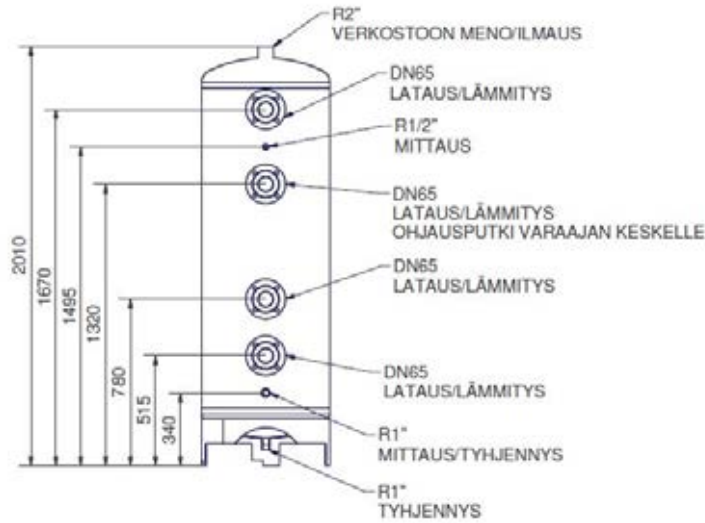 R2"
VERKOSTOON MENO/ILMAUS
DN65
LATAUS/LÄMMITYS
R1/2"
MITTAUS
DN65
LATAUS/LÄMMITYS
OHJAUSPUTKI VARAAJAN KESKELLE
DN65
LATAUS/LÄMMITYS
DN65
LATAUS/LÄMMITYS
R1"
MITTAUS/TYHJENNYS
R1"
TYHJENNYS
2010
1670
1495
1320
780
515
340